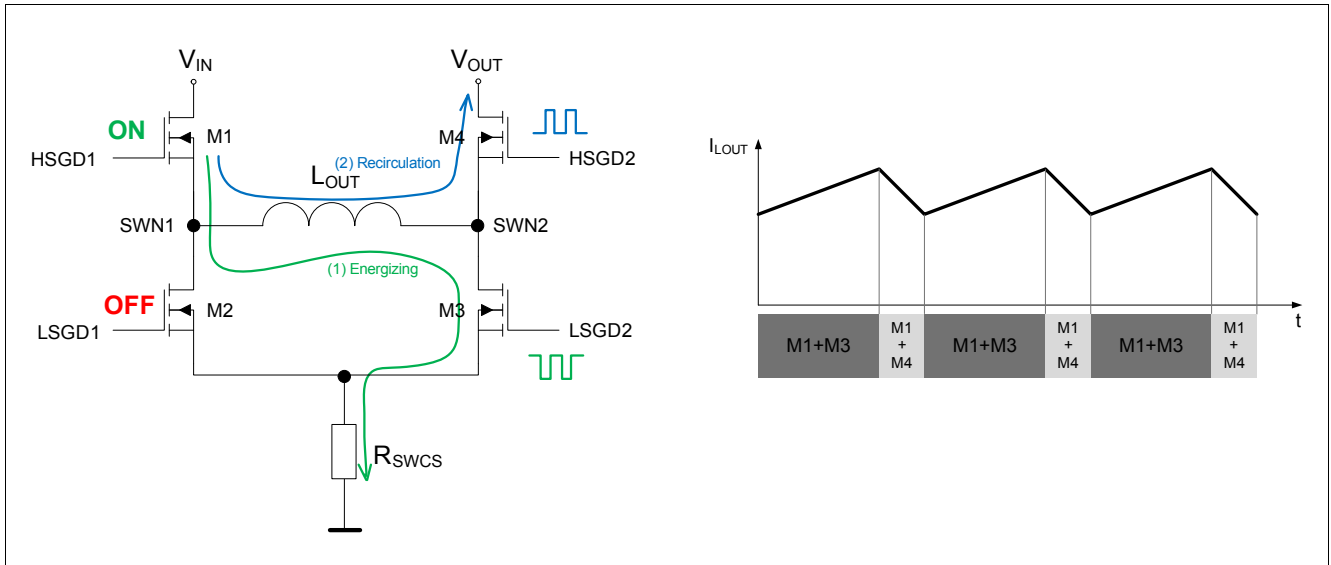 VIN
VOUT
ON
M1
M4
HSGD1
HSGD2
(2) Recirculation
LOUT
SWN1
SWN2
(1) Energizing
OFF
M2
M3
LSGD1
LSGD2
RSWCS
ILOUT
t
M1+M3
M1
+
M4
M1+M3
M1
+
M4
M1+M3
M1
+
M4